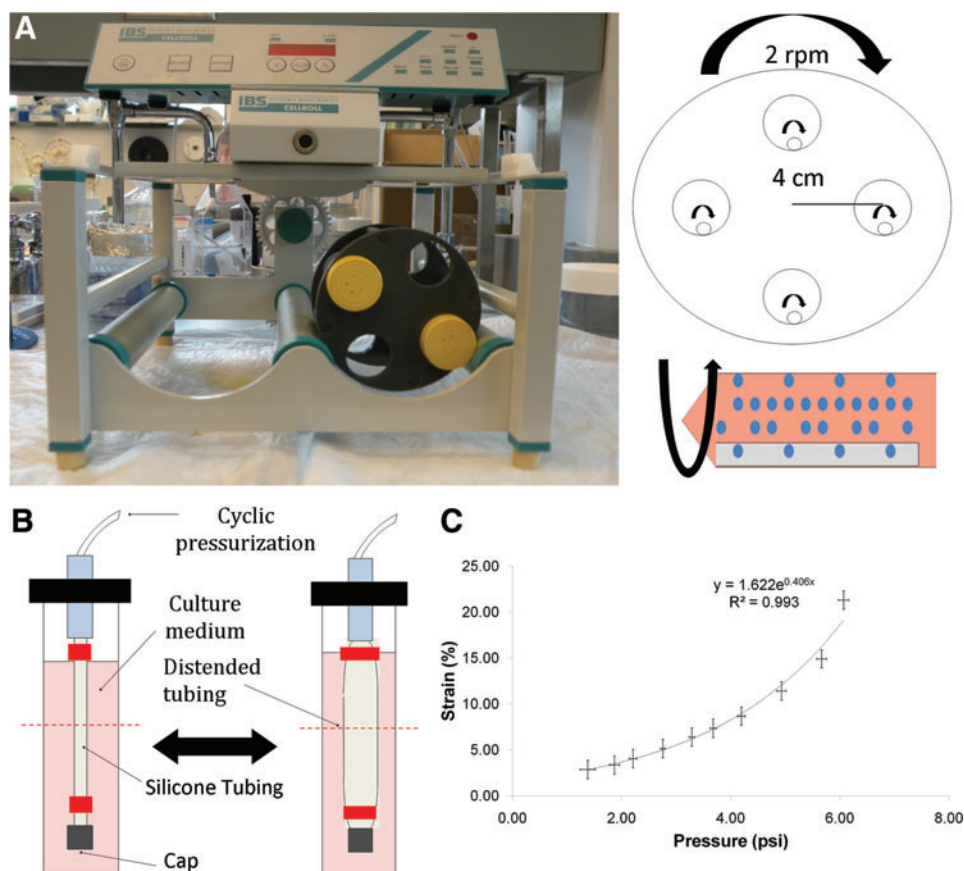 A
IBS
CELLROLL
IBS
CELLROLL
2 rpm
4 cm
B
Cyclic
pressurization
Culture
medium
Distended
tubing
Silicone Tubing
Cap
C
25.00
20.00
15.00
10.00
5.00
0.00
Strain (%)
y = 1.622e^0.406x
R² = 0.993
0.00 2.00 4.00 6.00 8.00
Pressure (psi)